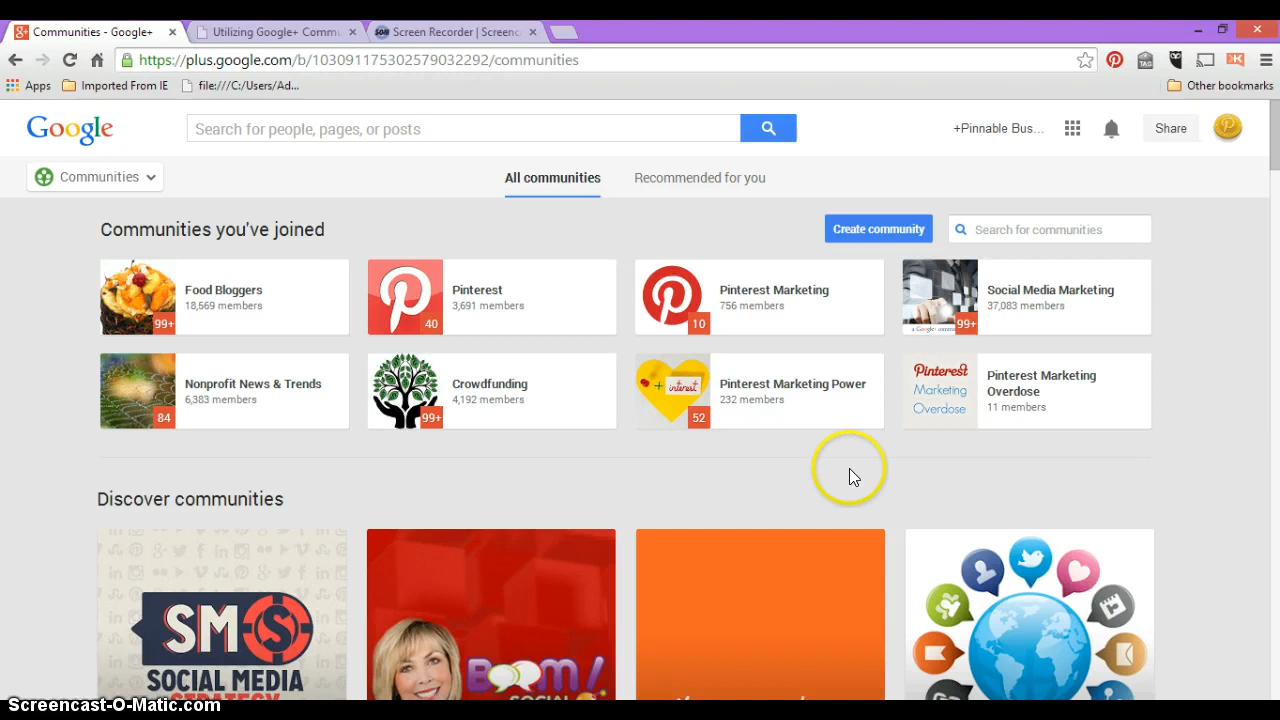 Communities - Google+
Utilizing Google+ Commu
Screen Recorder | Screenc
https://plus.google.com/b/103091175302579032292/communities
Apps
Imported From IE
file:///C:/Users/Ad...
Other bookmarks
Google
Search for people, pages, or posts
+Pinnable Bus...
Share
Communities
All communities
Recommended for you
Communities you've joined
Create community
Search for communities
Food Bloggers
18,569 members
99+
Pinterest
3,691 members
40
Pinterest Marketing
756 members
10
Social Media Marketing
37,083 members
99+
Nonprofit News & Trends
6,383 members
84
Crowdfunding
4,192 members
99+
+ interest
Pinterest Marketing Power
232 members
52
Pinterest
Marketing
Overdose
Pinterest Marketing
Overdose
11 members
Discover communities
SMS
SOCIAL MEDIA
STRATEGY
BOOM!
SOCIAL
Screencast-O-Matic.com